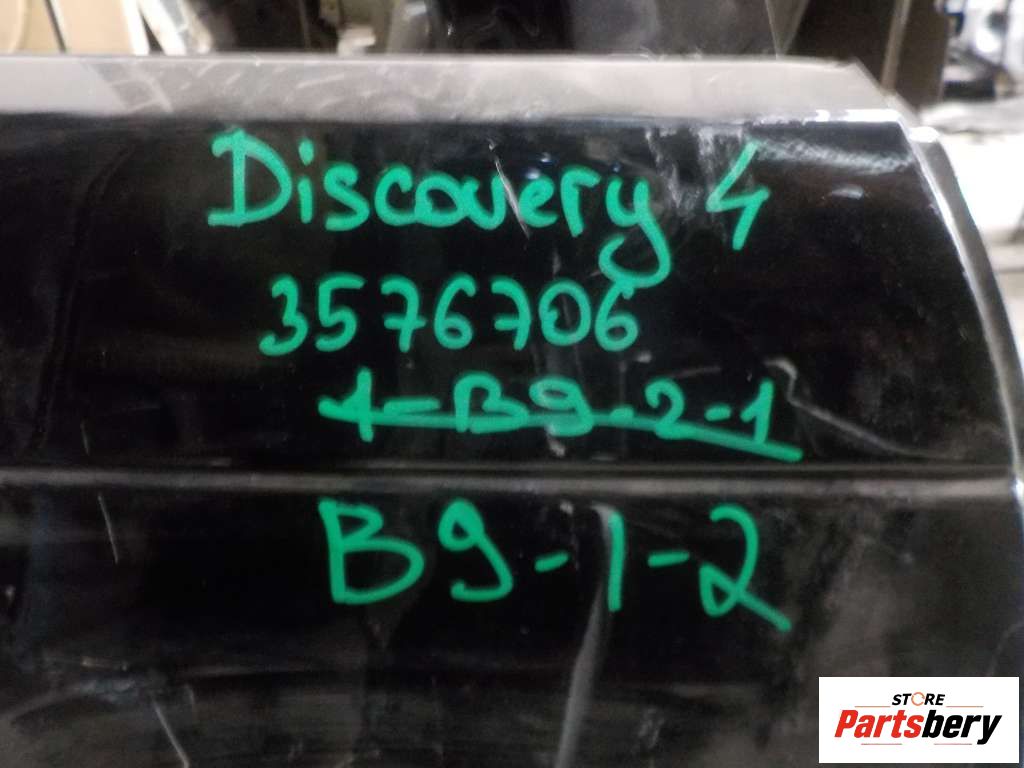 Discovery 4
3576706
1-B9-2-1
B9-1-2
STORE
Partsbery